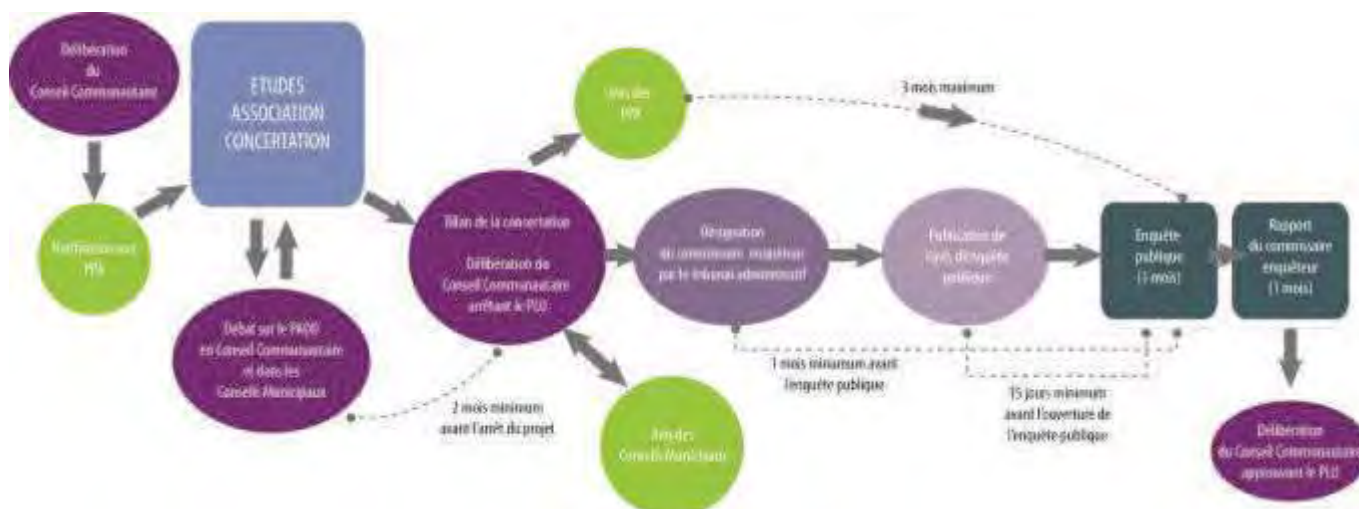 Délibération
du
Conseil Communautaire
ETUDES
ASSOCIATION
CONCERTATION
PPA
Débat sur le PADD
en Conseil Communautaire
et dans les
Conseils Municipaux
2 mois minimum
avant l'arrêt du projet
Bilan de la concertation
Délibération du
Conseil Communautaire
arrêtant le PLU
des
PPA
Avis des
Conseils Municipaux
Désignation
du commissaire enquêteur
par le tribunal administratif
1 mois minimum avant
l'enquête publique
Publication de
d'enquête
publique
15 jours minimum
avant l'ouverture de
l'enquête publique
3 mois maximum
Enquête
publique
(1 mois)
Rapport
du commissaire
enquêteur
(1 mois)
Délibération
du Conseil Communautaire
approuvant le PLU